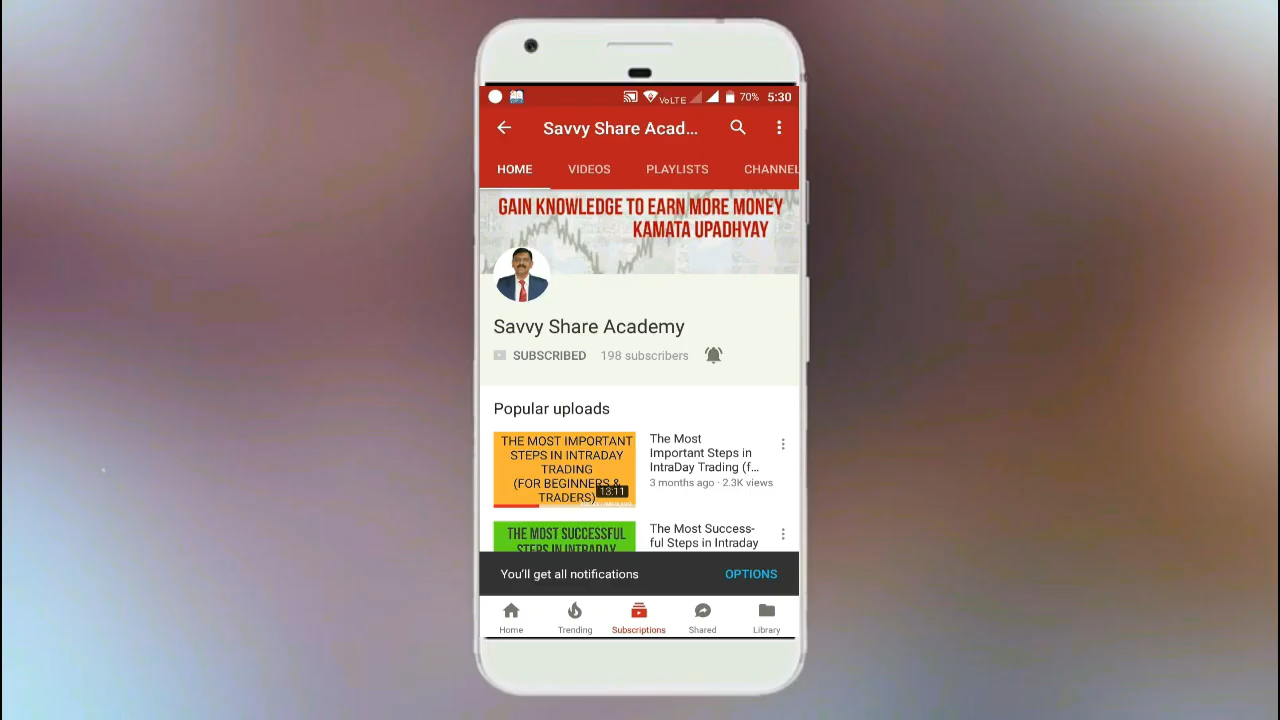 VoLTE 70% 5:30
Savvy Share Acad...
HOME VIDEOS PLAYLISTS CHANNEL
GAIN KNOWLEDGE TO EARN MORE MONEY
KAMATA UPADHYAY
Savvy Share Academy
SUBSCRIBED 198 subscribers
Popular uploads
THE MOST IMPORTANT
STEPS IN INTRADAY
TRADING
(FOR BEGINNERS &
TRADERS)
13:11
The Most
Important Steps in
IntraDay Trading (f...
3 months ago · 2.3K views
THE MOST SUCCESSFUL
STEPS IN INTRADAY
The Most Success-
ful Steps in Intraday
You'll get all notifications OPTIONS
Home Trending Subscriptions Shared Library